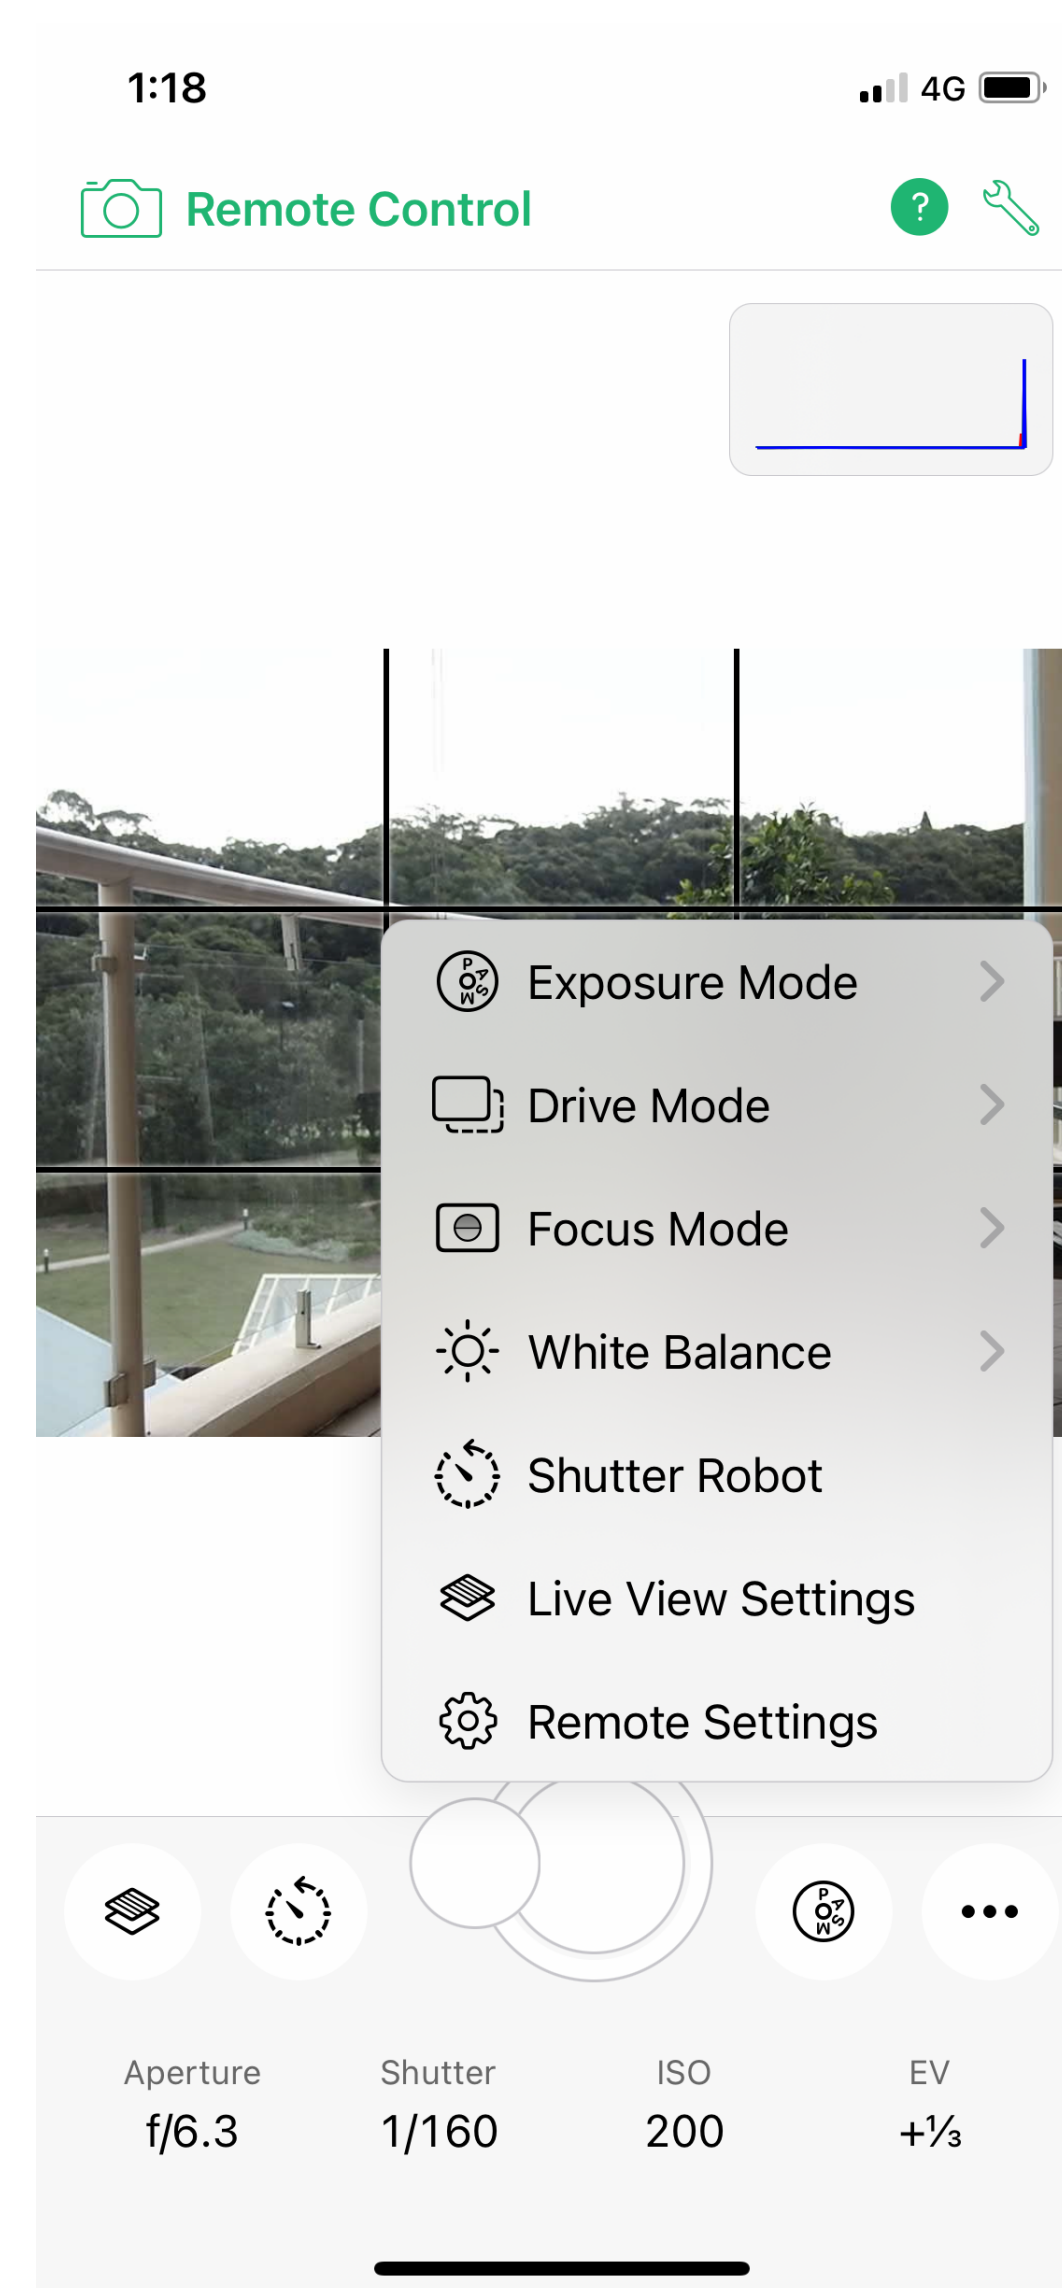 1:18
4G
Remote Control
?
Exposure Mode
Drive Mode
Focus Mode
White Balance
Shutter Robot
Live View Settings
Remote Settings
P A S M
Aperture
Shutter
ISO
EV
f/6.3
1/160
200
+⅓